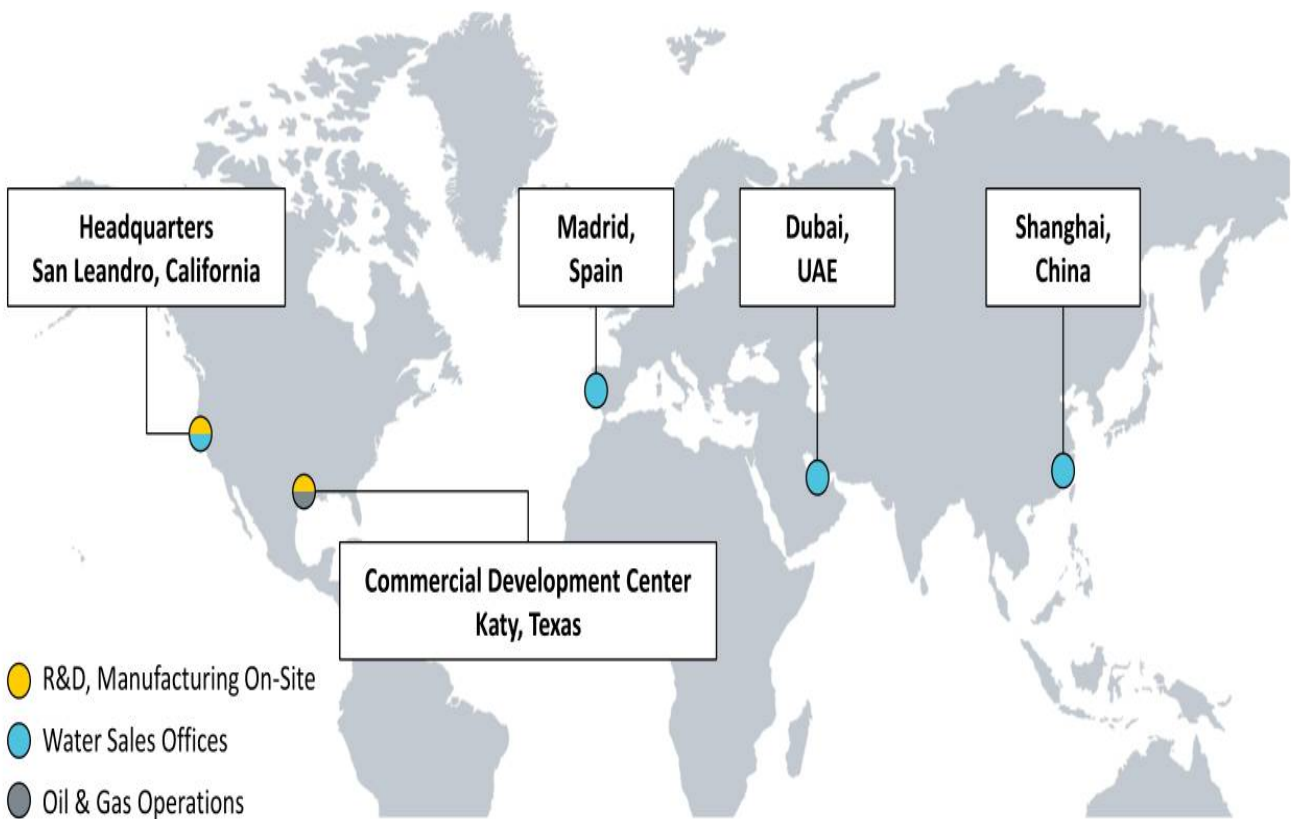 Headquarters
San Leandro, California
Madrid,
Spain
Dubai,
UAE
Shanghai,
China
Commercial Development Center
Katy, Texas
R&D, Manufacturing On-Site
Water Sales Offices
Oil & Gas Operations